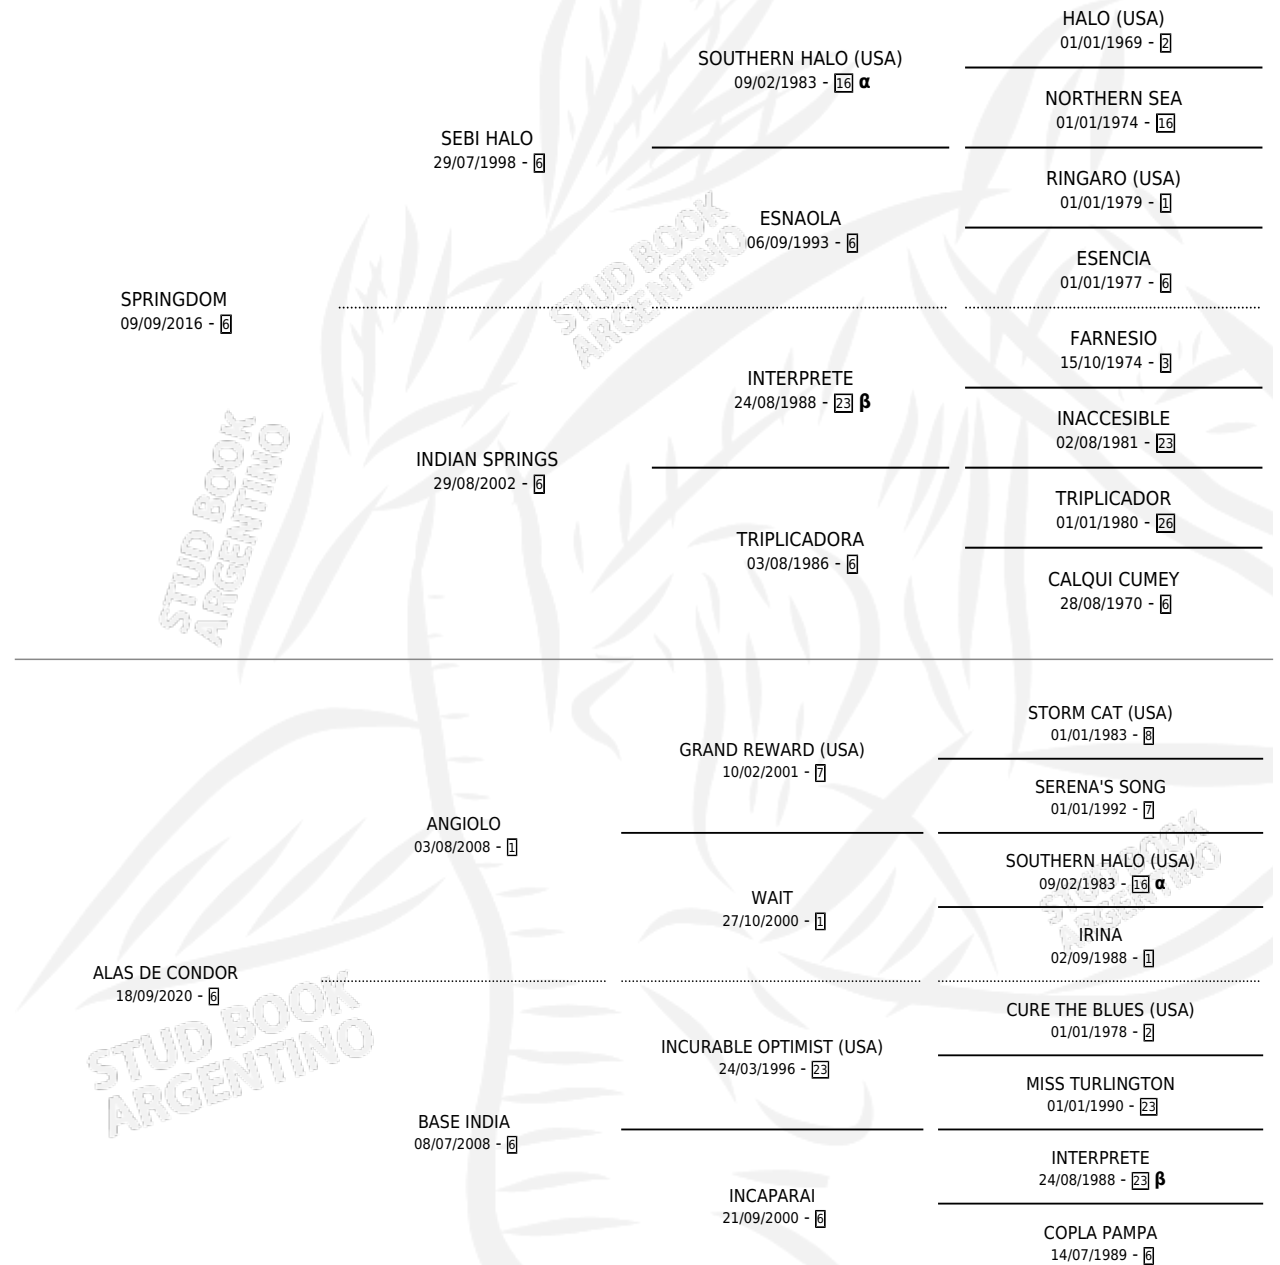 HALO (USA)
01/01/1969 - 2
SOUTHERN HALO (USA)
09/02/1983 - 16 α
NORTHERN SEA
01/01/1974 - 16
SEBI HALO
29/07/1998 - 6
RINGARO (USA)
01/01/1979 - 1
ESNAOLA
06/09/1993 - 6
ESENCIA
01/01/1977 - 6
SPRINGDOM
09/09/2016 - 6
STUD BOOK
ARGENTINO
FARNESIO
15/10/1974 - 3
INTERPRETE
24/08/1988 - 23 β
INACCESIBLE
02/08/1981 - 23
INDIAN SPRINGS
29/08/2002 - 6
TRIPLICADOR
01/01/1980 - 26
TRIPLICADORA
03/08/1986 - 6
CALQUI CUMEY
28/08/1970 - 6
STUD BOOK
ARGENTINO
STORM CAT (USA)
01/01/1983 - 8
GRAND REWARD (USA)
10/02/2001 - 7
SERENA'S SONG
01/01/1992 - 7
ANGIOLO
03/08/2008 - 1
SOUTHERN HALO (USA)
09/02/1983 - 16 α
WAIT
27/10/2000 - 1
IRINA
02/09/1988 - 1
STUD BOOK
ARGENTINO
ALAS DE CONDOR
18/09/2020 - 6
CURE THE BLUES (USA)
01/01/1978 - 2
INCURABLE OPTIMIST (USA)
24/03/1996 - 23
MISS TURLINGTON
01/01/1990 - 23
STUD BOOK
ARGENTINO
BASE INDIA
08/07/2008 - 6
INTERPRETE
24/08/1988 - 23 β
INCAPARAI
21/09/2000 - 6
COPLA PAMPA
14/07/1989 - 6